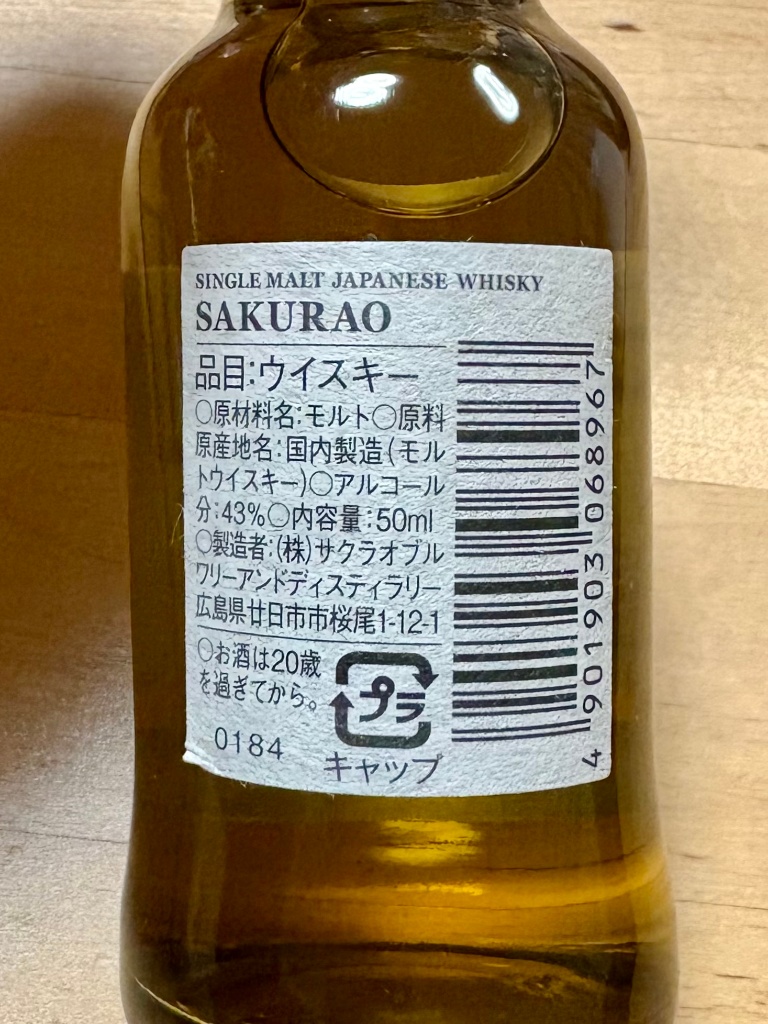 SINGLE MALT JAPANESE WHISKY
SAKURAO
品目:ウイスキー
○原材料名:モルト○原料
原産地名:国内製造(モル
トウイスキー)○アルコール
分:43%○内容量:50ml
○製造者:(株)サクラオブル
ワリーアンドディスティラリー
広島県廿日市市桜尾1-12-1
○お酒は20歳
を過ぎてから。
0184
プラ
キャップ
4 901903 068967